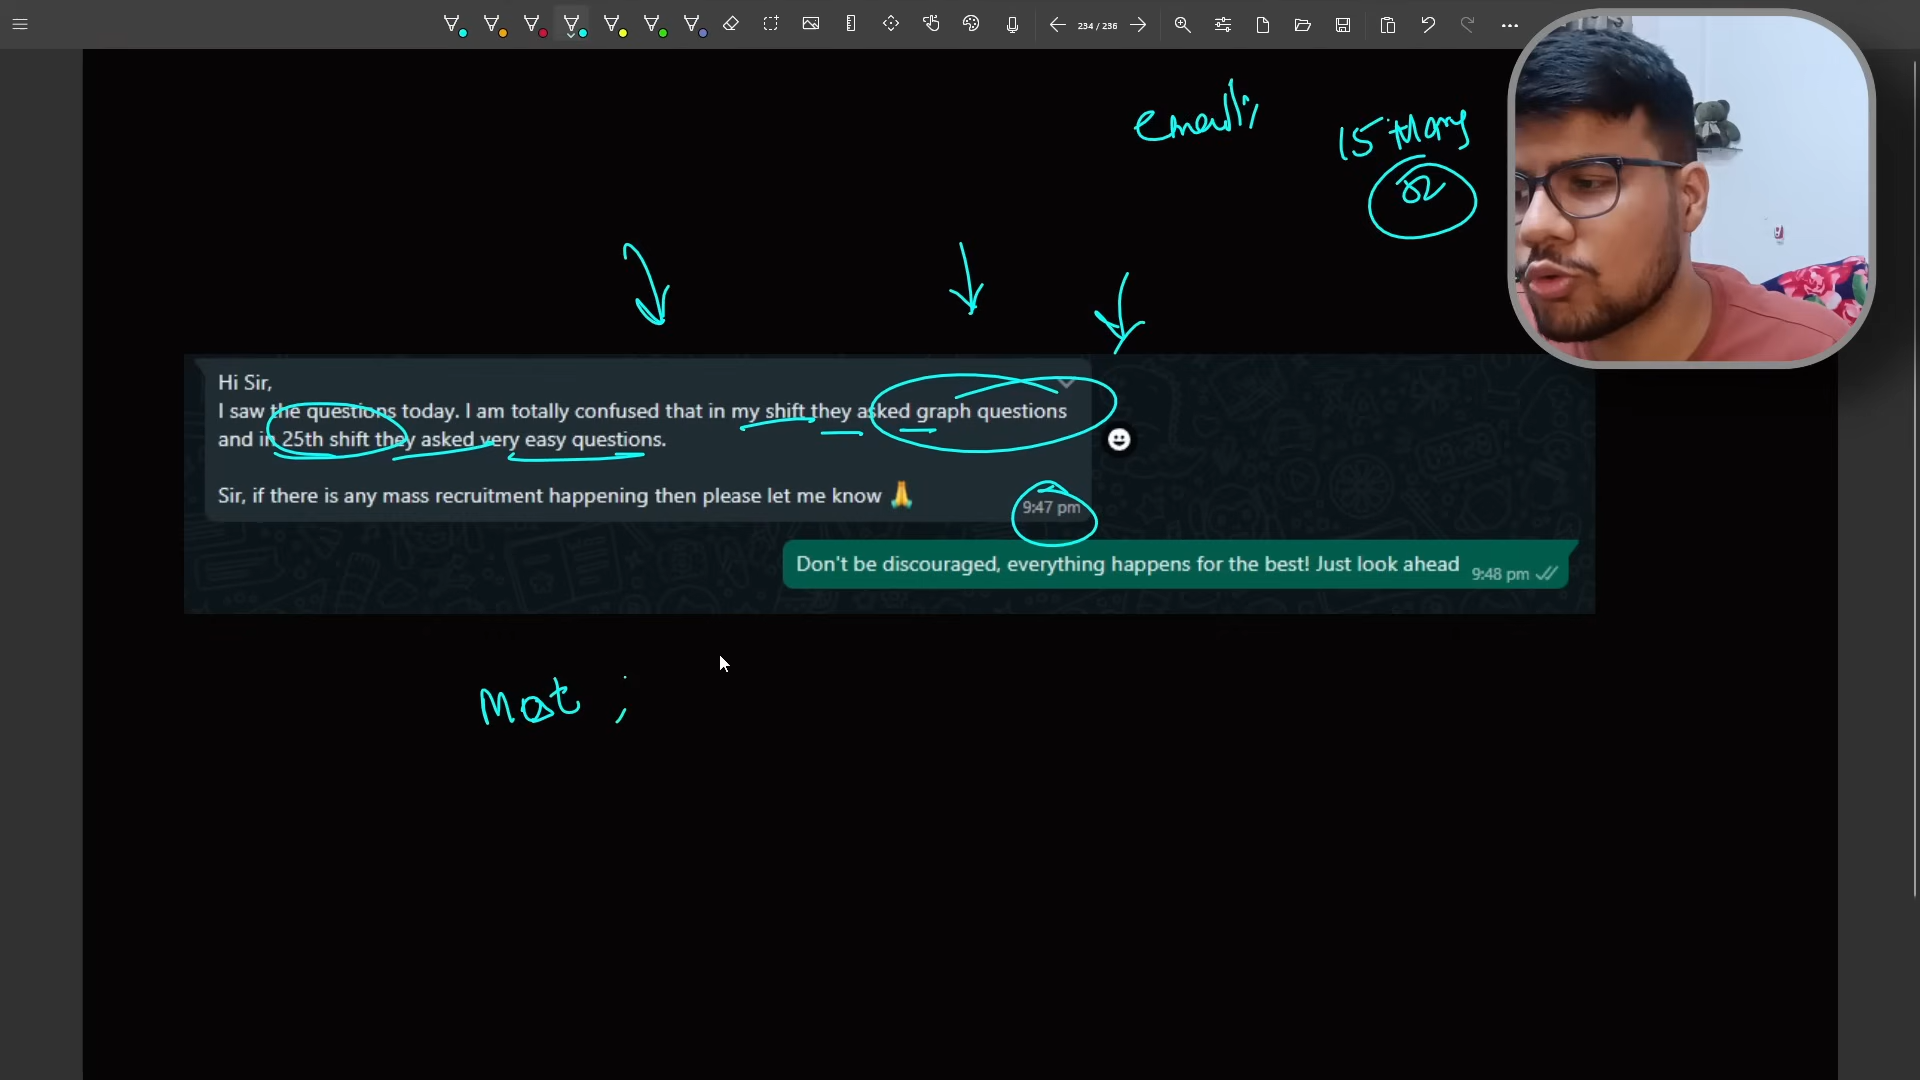 234 / 236
15 Many
Hi Sir,
I saw the questions today. I am totally confused that in my shift they asked graph questions
and in 25th shift they asked very easy questions.
Sir, if there is any mass recruitment happening then please let me know 🙏
9:47 pm
Don't be discouraged, everything happens for the best! Just look ahead
9:48 pm
Mat ;